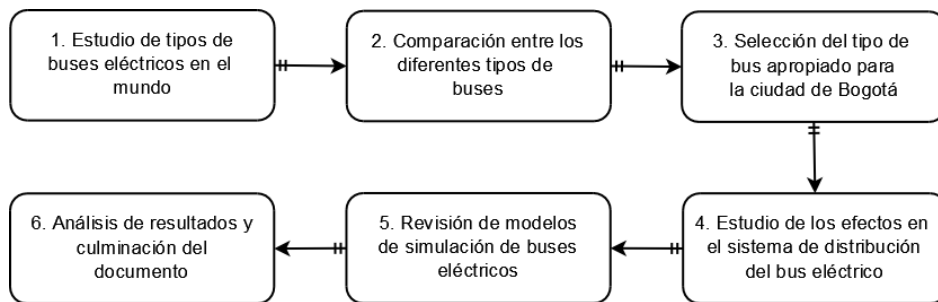 1. Estudio de tipos de
buses eléctricos en el
mundo
2. Comparación entre los
diferentes tipos de
buses
3. Selección del tipo de
bus apropiado para
la ciudad de Bogotá
4. Estudio de los efectos en
el sistema de distribución
del bus eléctrico
5. Revisión de modelos
de simulación de buses
eléctricos
6. Análisis de resultados y
culminación del
documento